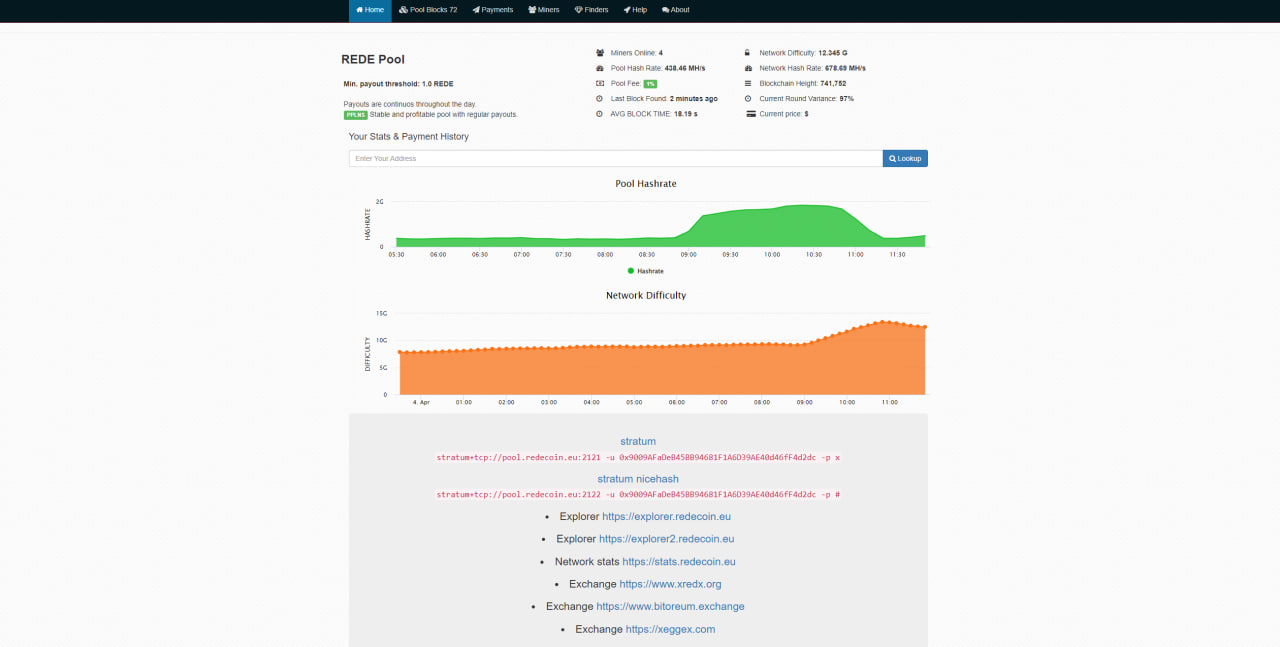 Home Pool Blocks 72 Payments Miners Finders Help About
REDE Pool
Min. payout threshold: 1.0 REDE
Payouts are continuos throughout the day.
PPLNS Stable and profitable pool with regular payouts.
Miners Online: 4
Pool Hash Rate: 438.46 MH/s
Pool Fee: 1%
Last Block Found: 2 minutes ago
AVG BLOCK TIME: 18.19 s
Network Difficulty: 12.345 G
Network Hash Rate: 678.69 MH/s
Blockchain Height: 741,752
Current Round Variance: 97%
Current price: $
Your Stats & Payment History
Enter Your Address Lookup
Pool Hashrate
HASHRATE
2G
0
05:30 06:00 06:30 07:00 07:30 08:00 08:30 09:00 09:30 10:00 10:30 11:00 11:30
Hashrate
Network Difficulty
DIFFICULTY
15G
10G
5G
0
4. Apr 01:00 02:00 03:00 04:00 05:00 06:00 07:00 08:00 09:00 10:00 11:00
stratum
stratum+tcp://pool.redecoin.eu:2121 -u 0x9009AFaDeB45BB94681F1A6D39AE40d46fF4d2dc -p x
stratum nicehash
stratum+tcp://pool.redecoin.eu:2122 -u 0x9009AFaDeB45BB94681F1A6D39AE40d46fF4d2dc -p #
• Explorer https://explorer.redecoin.eu
• Explorer https://explorer2.redecoin.eu
• Network stats https://stats.redecoin.eu
• Exchange https://www.xredx.org
• Exchange https://www.bitoreum.exchange
• Exchange https://xeggex.com